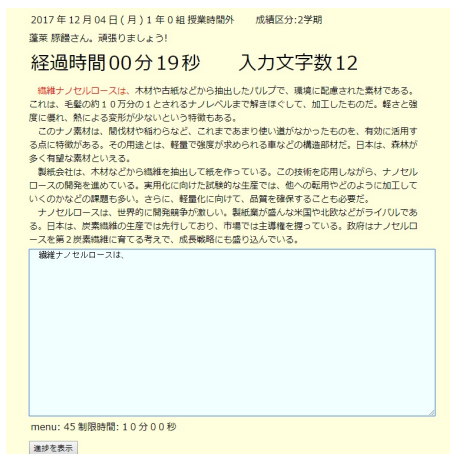 2017 年 12 月 04 日 ( 月 ) 1 年 0 組 授業時間外 成績区分:2学期
蓬莱 豚饅さん。頑張りましょう!
経過時間00分19秒 入力文字数12
繊維ナノセルロースは、木材や古紙などから抽出したパルプで、環境に配慮された素材である。
これは、毛髪の約１０万分の１とされるナノレベルまで解きほぐして、加工したものだ。軽さと強
度に優れ、熱による変形が少ないという特徴もある。
このナノ素材は、間伐材や稲わらなど、これまであまり使い道がなかったものを、有効に活用す
る点に特徴がある。その用途とは、軽量で強度が求められる車などの構造部材だ。日本は、森林が
多く有望な素材といえる。
製紙会社は、木材などから繊維を抽出して紙を作っている。この技術を応用しながら、ナノセル
ロースの開発を進めている。実用化に向けた試験的な生産では、他への転用やどのように加工して
いくのかなどの課題も多い。さらに、軽量化に向けて、品質を確保することも必要だ。
ナノセルロースは、世界的に開発競争が激しい。製紙業が盛んな米国や北欧などがライバルであ
る。日本は、炭素繊維の生産では先行しており、市場では主導権を握っている。政府はナノセルロ
ースを第２炭素繊維に育てる考えで、成長戦略にも盛り込んでいる。
繊維ナノセルロースは、
menu: 45 制限時間: １０分００秒
進捗を表示